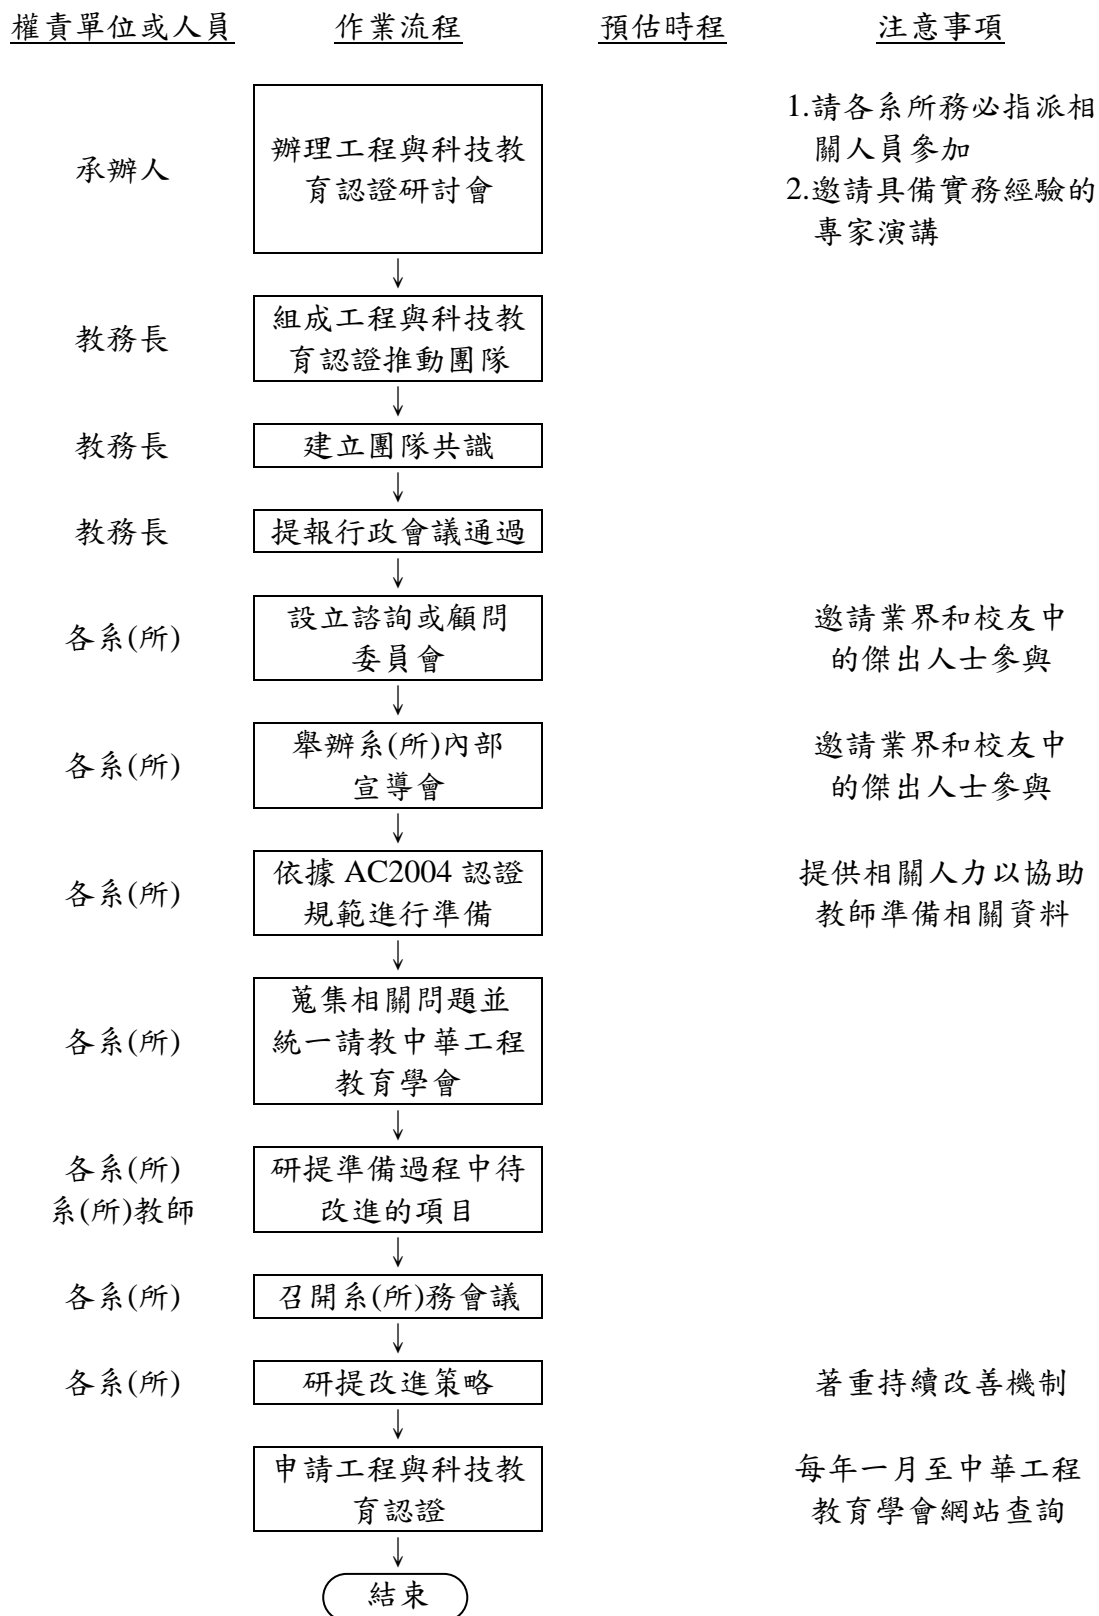 權責單位或人員 作業流程 預估時程 注意事項
承辦人
辦理工程與科技教
育認證研討會
1.請各系所務必指派相
關人員參加
2.邀請具備實務經驗的
專家演講
教務長
組成工程與科技教
育認證推動團隊
教務長
建立團隊共識
教務長
提報行政會議通過
各系(所)
設立諮詢或顧問
委員會
邀請業界和校友中
的傑出人士參與
各系(所)
舉辦系(所)內部
宣導會
邀請業界和校友中
的傑出人士參與
各系(所)
依據 AC2004 認證
規範進行準備
提供相關人力以協助
教師準備相關資料
各系(所)
蒐集相關問題並
統一請教中華工程
教育學會
各系(所)
系(所)教師
研提準備過程中待
改進的項目
各系(所)
召開系(所)務會議
各系(所)
研提改進策略
著重持續改善機制
申請工程與科技教
育認證
每年一月至中華工程
教育學會網站查詢
結束